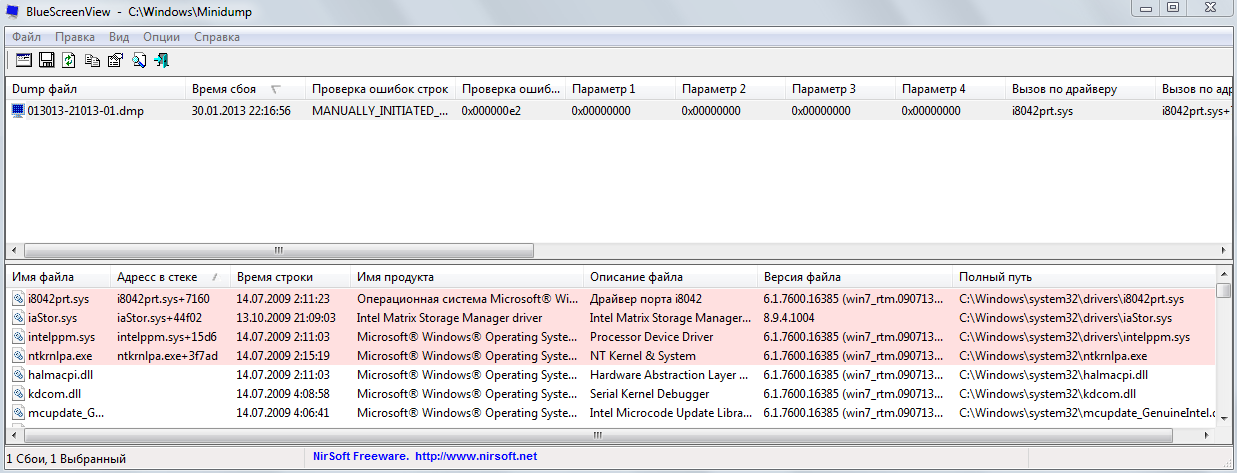 BlueScreenView - C:\Windows\Minidump
Файл Правка Вид Опции Справка
Dump файл Время сбоя Проверка ошибок строк Проверка ошиб... Параметр 1 Параметр 2 Параметр 3 Параметр 4 Вызов по драйверу Вызов по адр
013013-21013-01.dmp 30.01.2013 22:16:56 MANUALLY_INITIATED_... 0x000000e2 0x00000000 0x00000000 0x00000000 0x00000000 i8042prt.sys i8042prt.sys+
Имя файла Адресс в стеке Время строки Имя продукта Описание файла Версия файла Полный путь
i8042prt.sys i8042prt.sys+7160 14.07.2009 2:11:23 Операционная система Microsoft® Wi... Драйвер порта i8042 6.1.7600.16385 (win7_rtm.090713... C:\Windows\system32\drivers\i8042prt.sys
iaStor.sys iaStor.sys+44f02 13.10.2009 21:09:03 Intel Matrix Storage Manager driver Intel Matrix Storage Manager... 8.9.4.1004 C:\Windows\system32\drivers\iaStor.sys
intelppm.sys intelppm.sys+15d6 14.07.2009 2:11:03 Microsoft® Windows® Operating Syste... Processor Device Driver 6.1.7600.16385 (win7_rtm.090713... C:\Windows\system32\drivers\intelppm.sys
ntkrnlpa.exe ntkrnlpa.exe+3f7ad 14.07.2009 2:15:19 Microsoft® Windows® Operating Syste... NT Kernel & System 6.1.7600.16385 (win7_rtm.090713... C:\Windows\system32\ntkrnlpa.exe
halmacpi.dll 14.07.2009 2:11:03 Microsoft® Windows® Operating Syste... Hardware Abstraction Layer ... 6.1.7600.16385 (win7_rtm.090713... C:\Windows\system32\halmacpi.dll
kdcom.dll 14.07.2009 4:08:58 Microsoft® Windows® Operating Syste... Serial Kernel Debugger 6.1.7600.16385 (win7_rtm.090713... C:\Windows\system32\kdcom.dll
mcupdate_G... 14.07.2009 4:06:41 Microsoft® Windows® Operating Syste... Intel Microcode Update Libra... 6.1.7600.16385 (win7_rtm.090713... C:\Windows\system32\mcupdate_GenuineIntel.d
1 Сбои, 1 Выбранный NirSoft Freeware. http://www.nirsoft.net